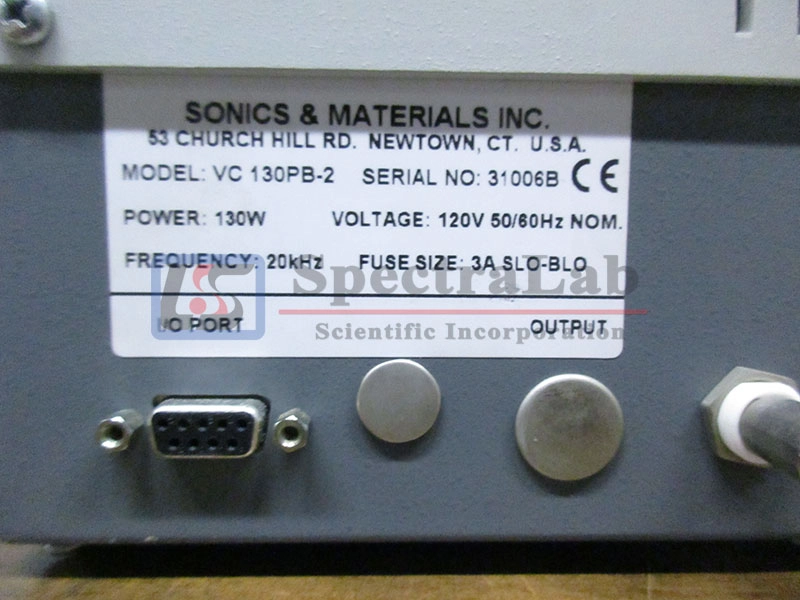 SONICS & MATERIALS INC.
53 CHURCH HILL RD. NEWTOWN, CT. U.S.A.
MODEL: VC 130PB-2 SERIAL NO: 31006B CE
POWER: 130W VOLTAGE: 120V 50/60Hz NOM.
FREQUENCY: 20kHz FUSE SIZE: 3A SLO-BLO
SpectraLab
I/O PORT OUTPUT
Scientific Incorporation